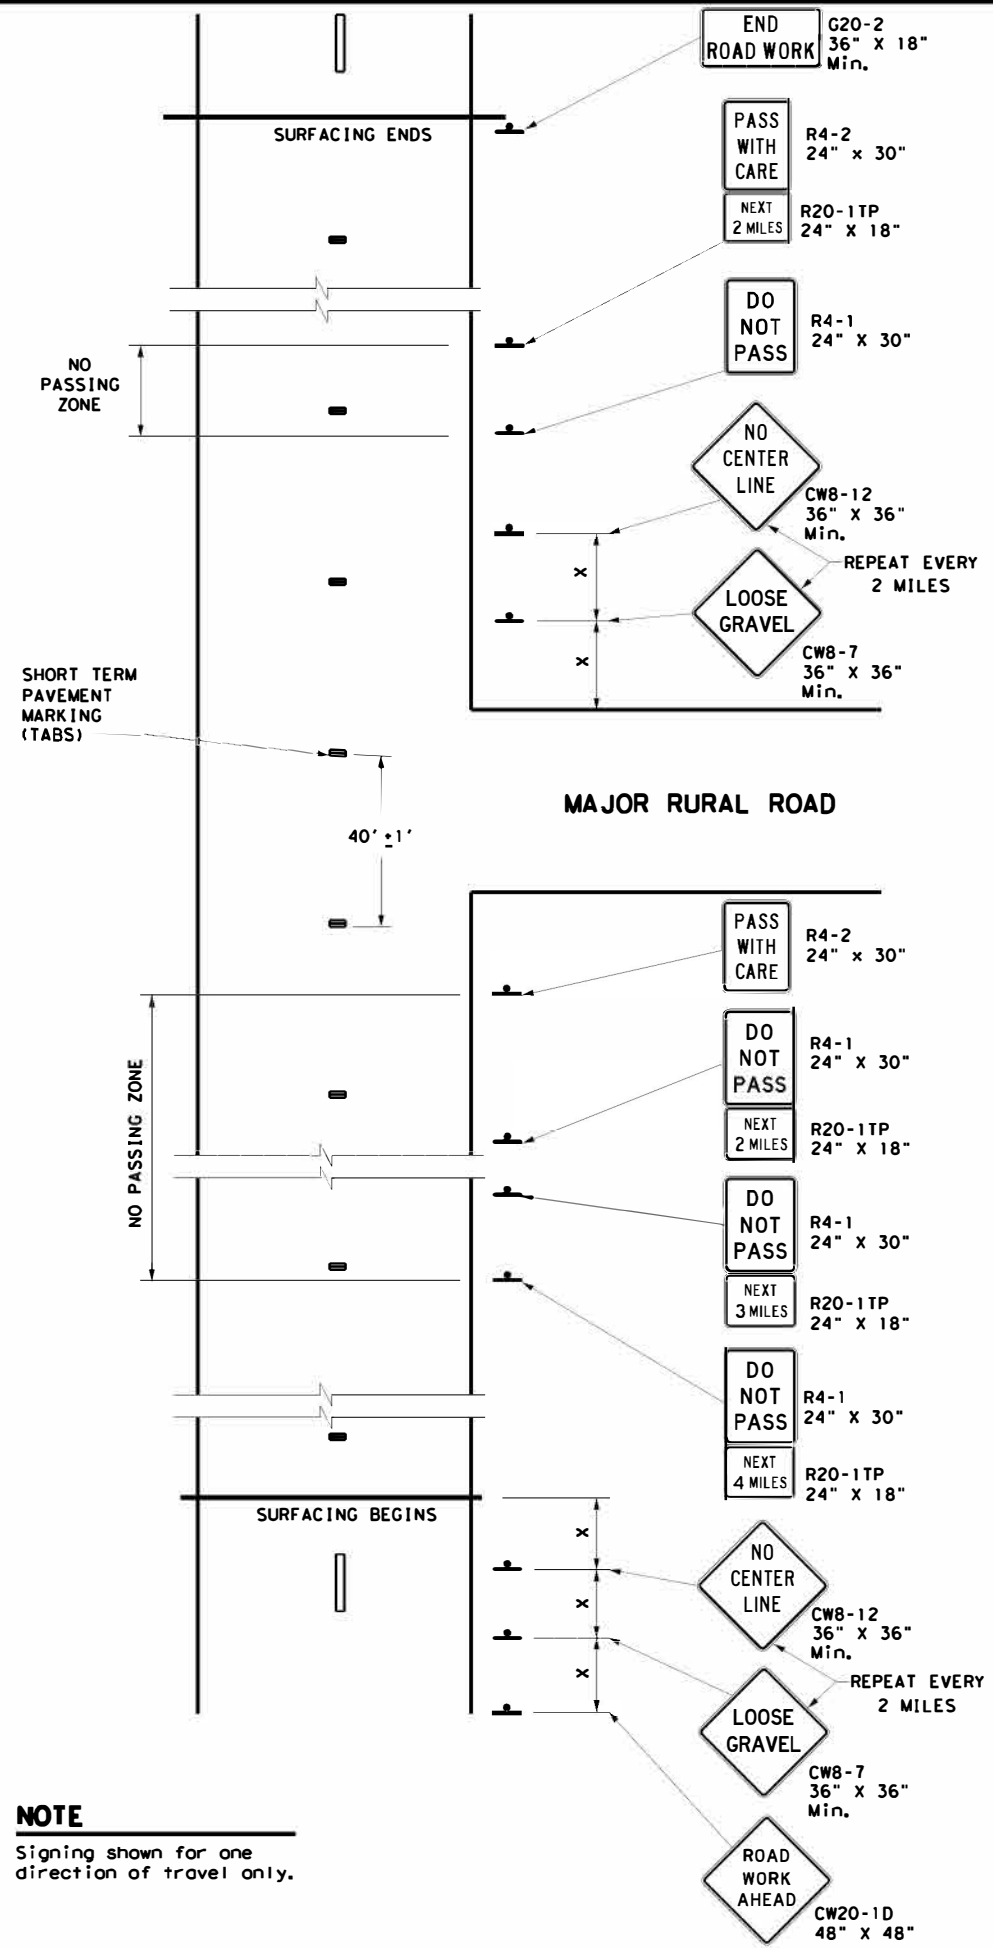 END
ROAD WORK
G20-2
36" X 18"
Min.
SURFACING ENDS
PASS
WITH
CARE
R4-2
24" x 30"
NEXT
2 MILES
R20-1TP
24" X 18"
DO
NOT
PASS
R4-1
24" X 30"
NO
PASSING
ZONE
NO
CENTER
LINE
CW8-12
36" X 36"
Min.
REPEAT EVERY
2 MILES
X
LOOSE
GRAVEL
CW8-7
36" X 36"
Min.
X
SHORT TERM
PAVEMENT
MARKING
(TABS)
MAJOR RURAL ROAD
40' ±1'
PASS
WITH
CARE
R4-2
24" x 30"
DO
NOT
PASS
R4-1
24" X 30"
NO PASSING ZONE
NEXT
2 MILES
R20-1TP
24" X 18"
DO
NOT
PASS
R4-1
24" X 30"
NEXT
3 MILES
R20-1TP
24" X 18"
DO
NOT
PASS
R4-1
24" X 30"
NEXT
4 MILES
R20-1TP
24" X 18"
SURFACING BEGINS
X
NO
CENTER
LINE
CW8-12
36" X 36"
Min.
X
REPEAT EVERY
2 MILES
X
LOOSE
GRAVEL
CW8-7
36" X 36"
Min.
NOTE
Signing shown for one
direction of travel only.
ROAD
WORK
AHEAD
CW20-1D
48" X 48"